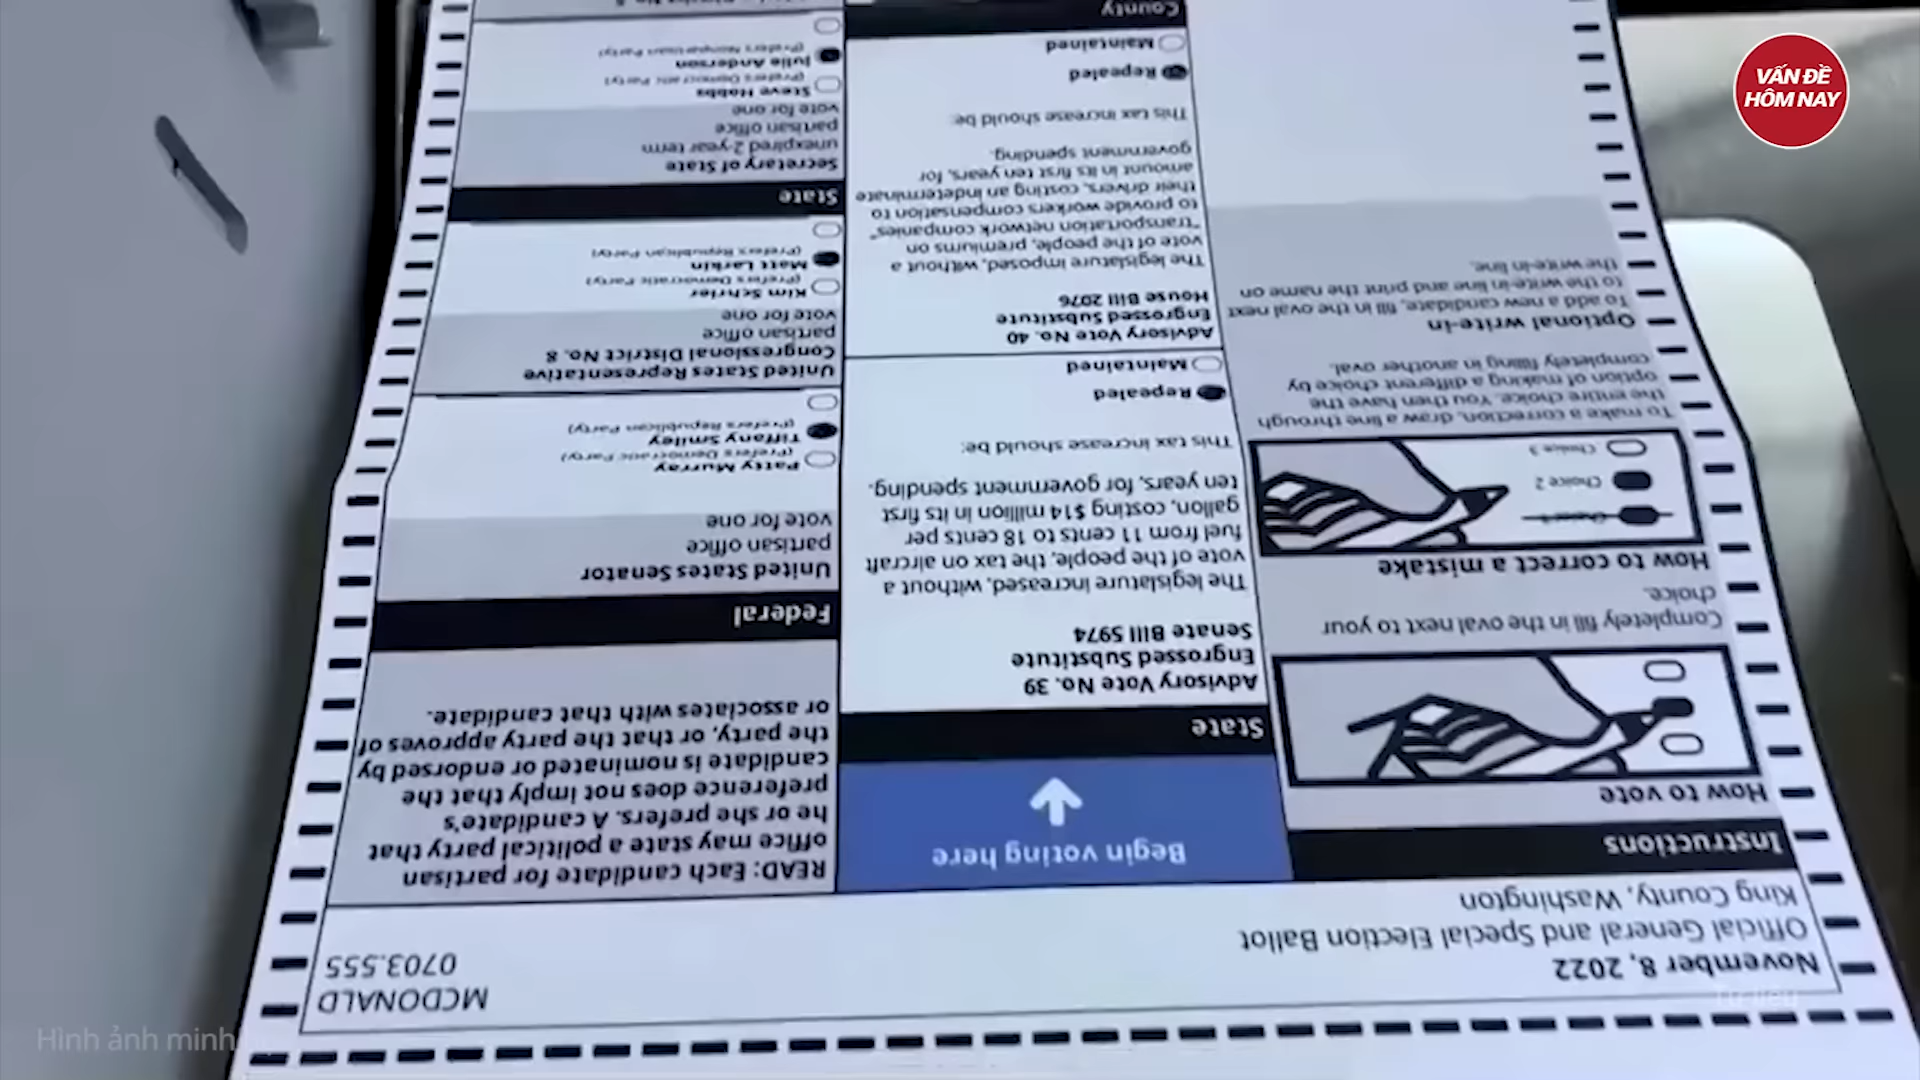 VẤN ĐỀ
HÔM NAY
November 8, 2022
Official General and Special Election Ballot
King County, Washington
MCDONALD
0703.555
Instructions
How to vote
Completely fill in the oval next to your
choice.
How to correct a mistake
Choice 2
Choice 3
To make a correction, draw a line through
the entire choice. You then have the
option of making a different choice by
completely filling in another oval.
Optional write-in
To add a new candidate, fill in the oval next
to the write-in line and print the name on
the write-in line.
Begin voting here
State
Advisory Vote No. 39
Engrossed Substitute
Senate Bill 5974
The legislature increased, without a
vote of the people, the tax on aircraft
fuel from 11 cents to 18 cents per
gallon, costing $14 million in its first
ten years, for government spending.
This tax increase should be:
Repealed
Maintained
Advisory Vote No. 40
Engrossed Substitute
House Bill 2076
The legislature imposed, without a
vote of the people, premiums on
"transportation network companies"
to provide workers compensation to
their drivers, costing an indeterminate
amount in its first ten years, for
government spending.
This tax increase should be:
Repealed
Maintained
County
READ: Each candidate for partisan
office may state a political party that
he or she prefers. A candidate's
preference does not imply that the
candidate is nominated or endorsed by
the party, or that the party approves of
or associates with that candidate.
Federal
United States Senator
partisan office
vote for one
Patty Murray
(Prefers Democratic Party)
Tiffany Smiley
(Prefers Republican Party)
United States Representative
Congressional District No. 8
partisan office
vote for one
Kim Schrier
(Prefers Democratic Party)
Matt Larkin
(Prefers Republican Party)
State
Secretary of State
unexpired 2-year term
partisan office
vote for one
Steve Hobbs
(Prefers Democratic Party)
Julie Anderson
(Prefers Nonpartisan Party)
Hình ảnh minh
Tư liệu